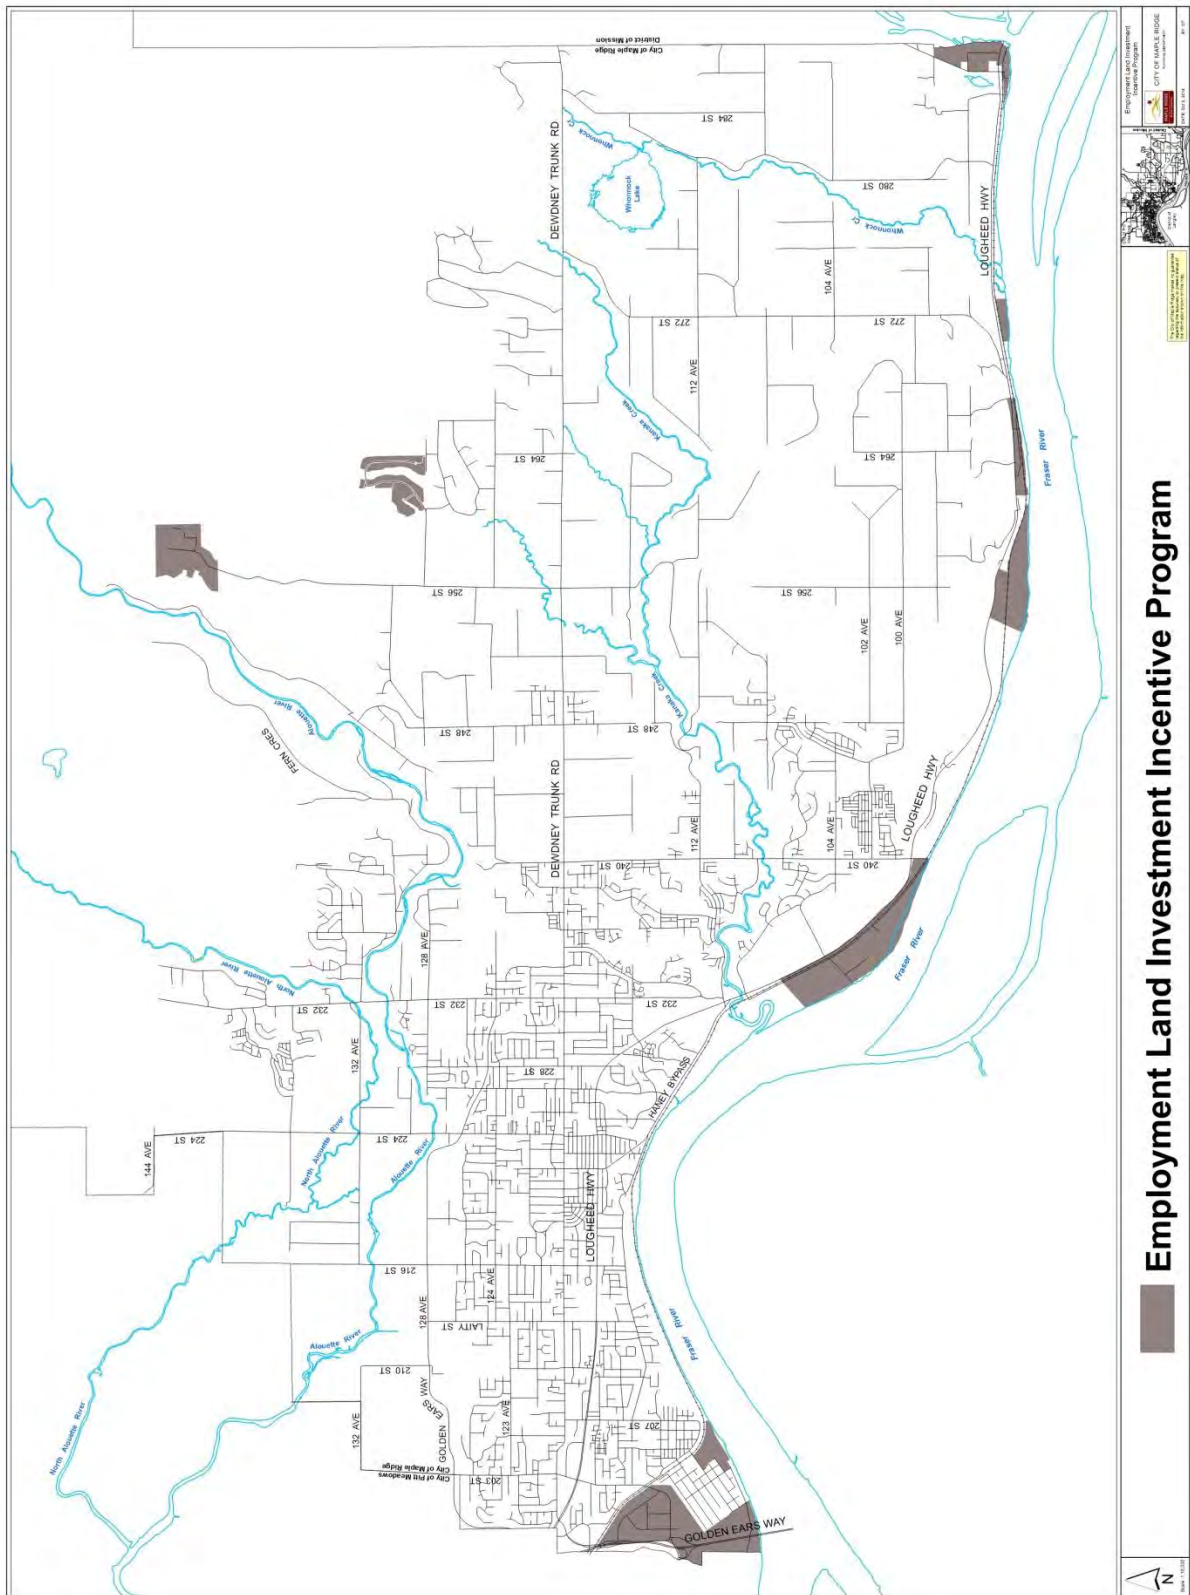 Employment Land Investment Incentive Program
Employment Land Investment
Incentive Program
CITY OF MAPLE RIDGE
N
City of Maple Ridge
District of Mission
284 ST
DEWDNEY TRUNK RD
Whonnock Cr
Whonnock
Lake
280 ST
LOUGHEED HWY
Whonnock Cr
104 AVE
272 ST
272 ST
112 AVE
Kanaka Creek
264 ST
264 ST
Fraser River
256 ST
256 ST
102 AVE
100 AVE
Alouette River
FERN CRES
248 ST
248 ST
Kanaka Creek
DEWDNEY TRUNK RD
LOUGHEED HWY
112 AVE
104 AVE
240 ST
240 ST
128 AVE
North Alouette River
Fraser River
232 ST
232 ST
232 ST
132 AVE
228 ST
HANEY BYPASS
144 AVE
224 ST
224 ST
North Alouette River
Alouette River
LOUGHEED HWY
216 ST
124 AVE
128 AVE
LAITY ST
Fraser River
Alouette River
210 ST
GOLDEN EARS WAY
North Alouette River
132 AVE
123 AVE
207 ST
City of Maple Ridge
City of Pitt Meadows
203 ST
GOLDEN EARS WAY